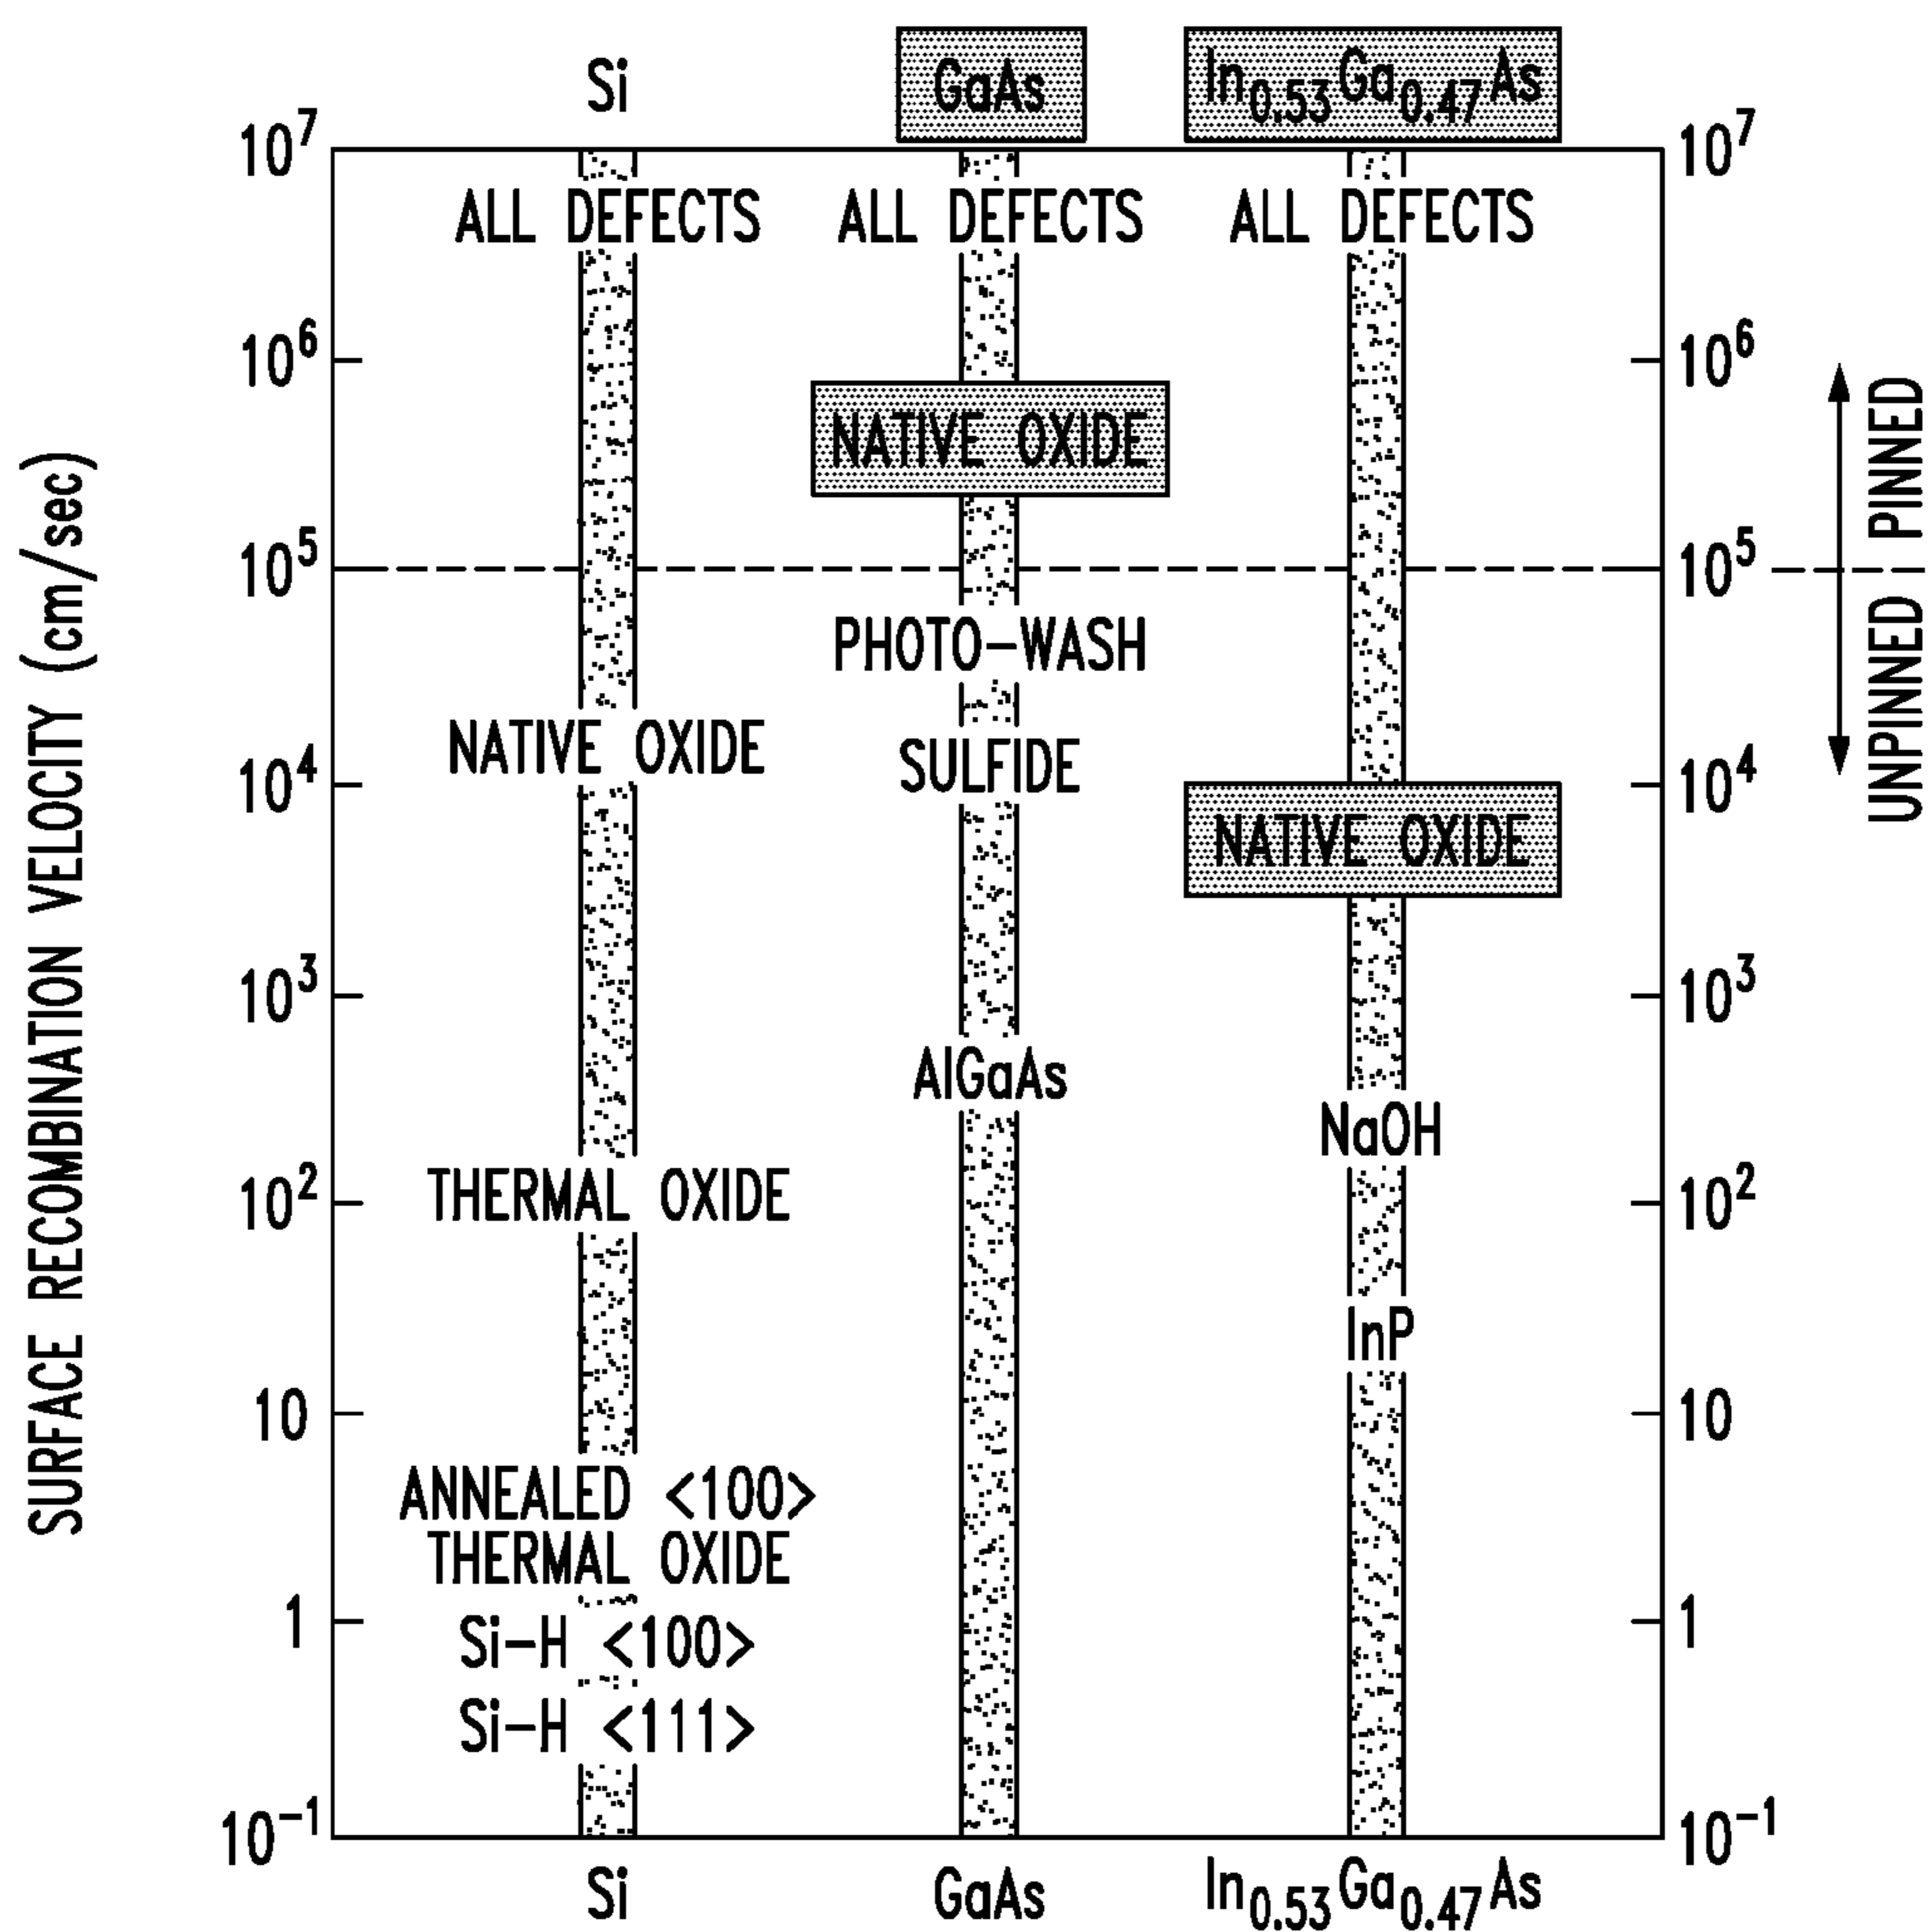 Si GaAs In0.53Ga0.47As
10^7 10^7
ALL DEFECTS ALL DEFECTS ALL DEFECTS
10^6 10^6
NATIVE OXIDE
PINNED
10^5 10^5
UNPINNED
PHOTO-WASH
NATIVE OXIDE SULFIDE
10^4 10^4
NATIVE OXIDE
SURFACE RECOMBINATION VELOCITY (cm/sec)
10^3 10^3
AlGaAs
NaOH
10^2 THERMAL OXIDE 10^2
InP
10 10
ANNEALED <100>
THERMAL OXIDE
1 1
Si-H <100>
Si-H <111>
10^-1 10^-1
Si GaAs In0.53Ga0.47As